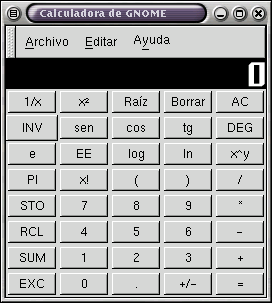 Calculadora de GNOME
Archivo Editar Ayuda
0
1/x x² Raíz Borrar AC
INV sen cos tg DEG
e EE log ln x^y
PI x! ( ) /
STO 7 8 9 *
RCL 4 5 6 -
SUM 1 2 3 +
EXC 0 . +/- =